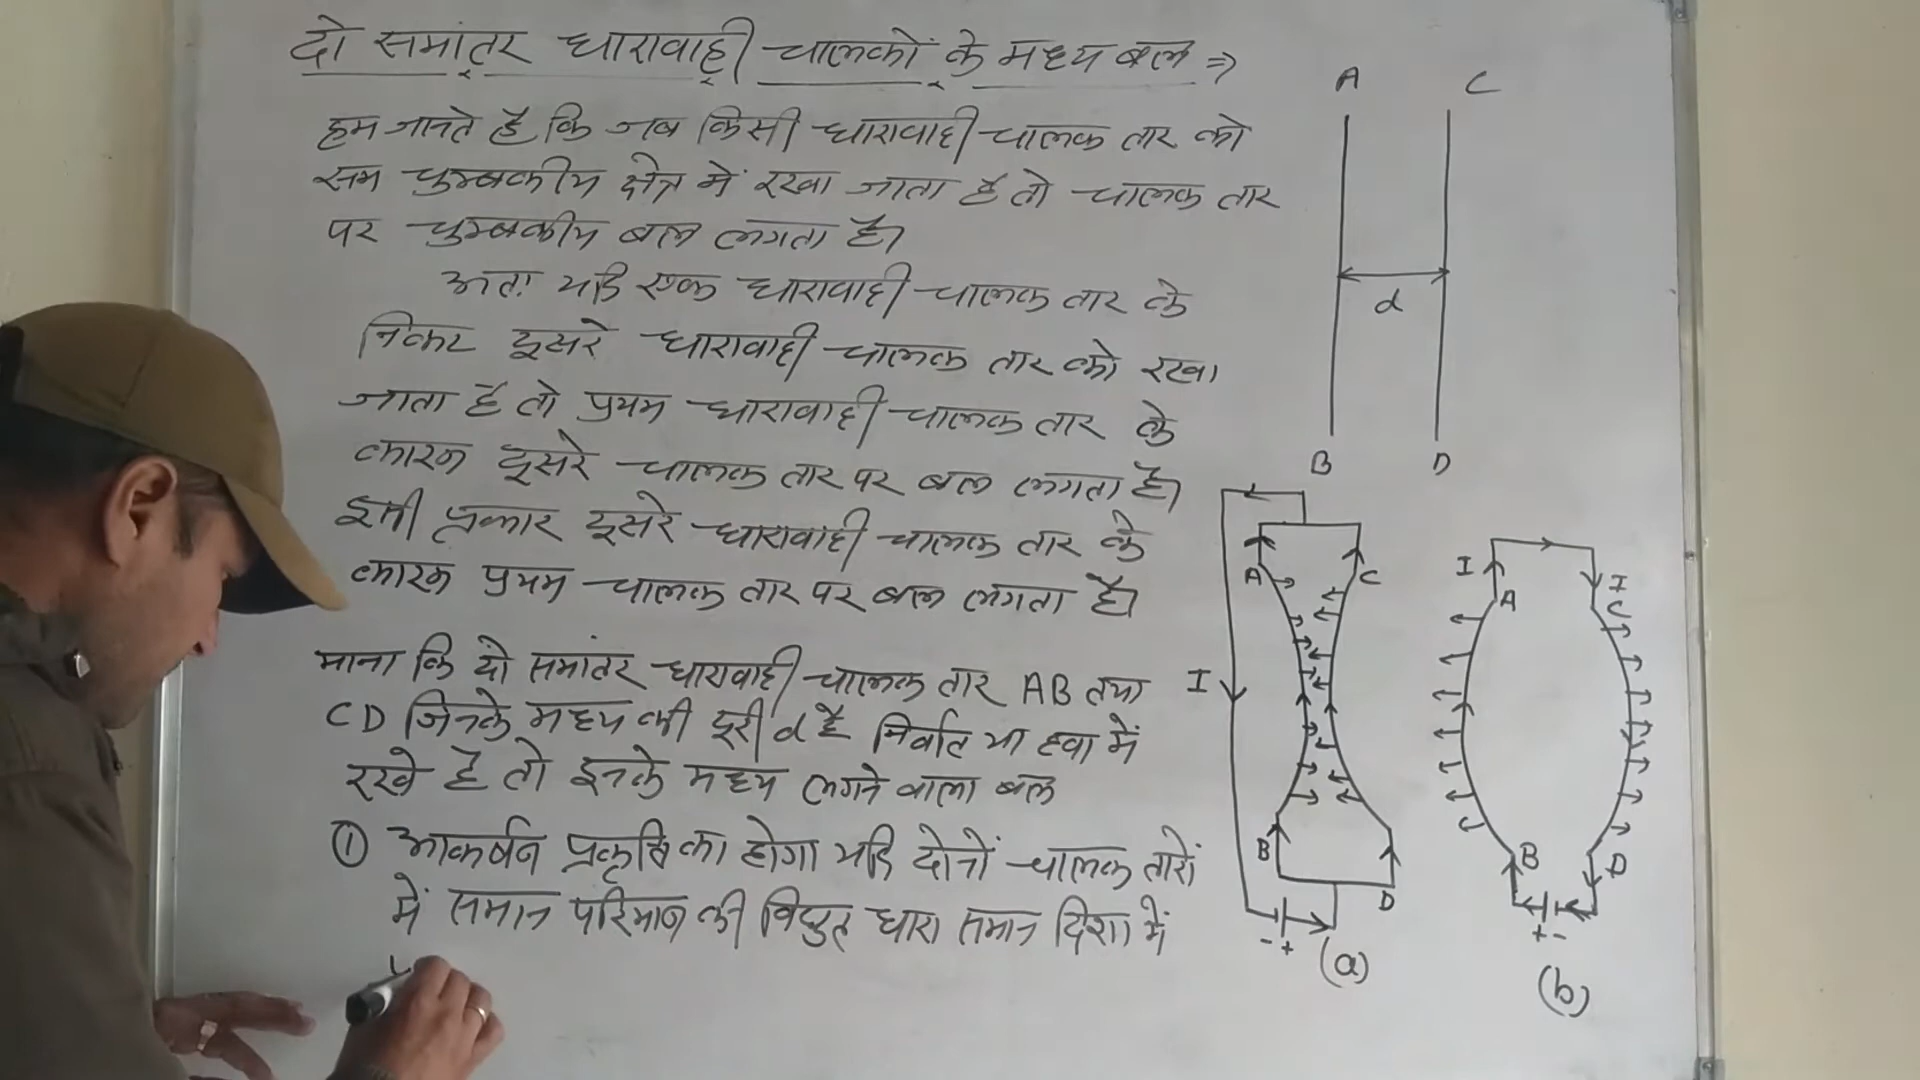 दो समांतर धारावाही चालकों के मध्य बल ⇒
हम जानते है कि जब किसी धारावाही चालक तार को
सम चुम्बकीय क्षेत्र में रखा जाता है तो चालक तार
पर चुम्बकीय बल लगता है।
अतः यदि एक धारावाही चालक तार के
निकट दूसरे धारावाही चालक तार को रखा
जाता है तो प्रथम धारावाही चालक तार के
कारण दूसरे चालक तार पर बल लगता है।
इसी प्रकार दूसरे धारावाही चालक तार के
कारण प्रथम चालक तार पर बल लगता है।
माना कि दो समांतर धारावाही चालक तार AB तथा
CD जिनके मध्य की दूरी d है निर्वात या हवा में
रखे है तो इनके मध्य लगने वाला बल
① आकर्षण प्रकृति का होगा यदि दोनों चालक तारों
में समान परिमाण की विद्युत धारा समान दिशा में
A C
d
B D
A C
I
B D
- +
(a)
I I
A C
B D
+ -
(b)